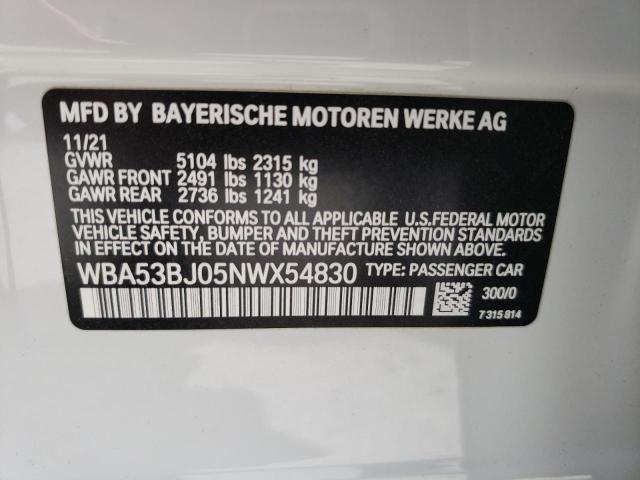 MFD BY BAYERISCHE MOTOREN WERKE AG
11/21
GVWR 5104 lbs 2315 kg
GAWR FRONT 2491 lbs 1130 kg
GAWR REAR 2736 lbs 1241 kg
THIS VEHICLE CONFORMS TO ALL APPLICABLE U.S.FEDERAL MOTOR
VEHICLE SAFETY, BUMPER AND THEFT PREVENTION STANDARDS
IN EFFECT ON THE DATE OF MANUFACTURE SHOWN ABOVE.
WBA53BJ05NWX54830 TYPE: PASSENGER CAR
300/0
7 315 814